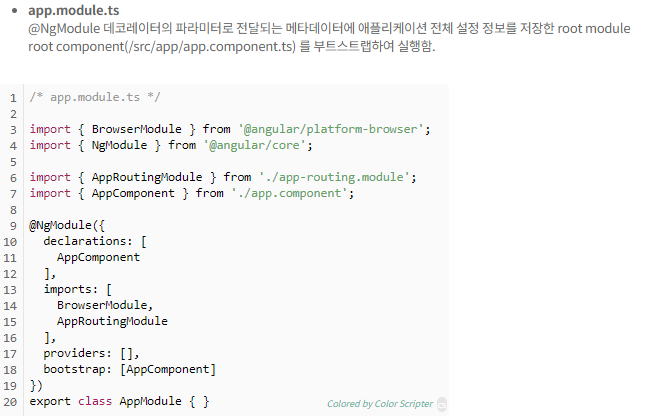 • app.module.ts
@NgModule 데코레이터의 파라미터로 전달되는 메타데이터에 애플리케이션 전체 설정 정보를 저장한 root module
root component(/src/app/app.component.ts) 를 부트스트랩하여 실행함.
1 /* app.module.ts */
2
3 import { BrowserModule } from '@angular/platform-browser';
4 import { NgModule } from '@angular/core';
5
6 import { AppRoutingModule } from './app-routing.module';
7 import { AppComponent } from './app.component';
8
9 @NgModule({
10   declarations: [
11     AppComponent
12   ],
13   imports: [
14     BrowserModule,
15     AppRoutingModule
16   ],
17   providers: [],
18   bootstrap: [AppComponent]
19 })
20 export class AppModule { }
Colored by Color Scripter cs